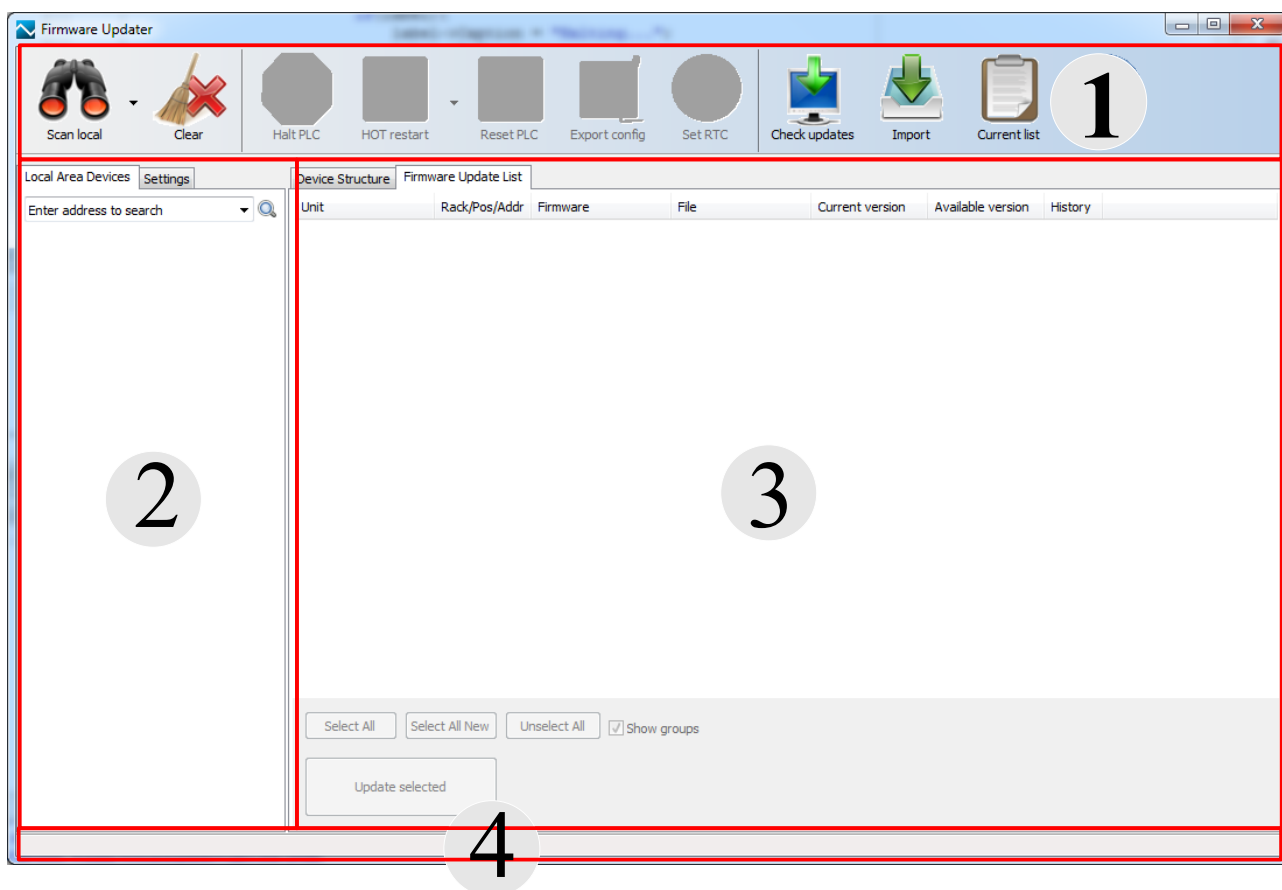 Firmware Updater
Scan local Clear Halt PLC HOT restart Reset PLC Export config Set RTC Check updates Import Current list 1
Local Area Devices Settings Device Structure Firmware Update List
Enter address to search Unit Rack/Pos/Addr Firmware File Current version Available version History
2 3
Select All Select All New Unselect All Show groups
Update selected
4